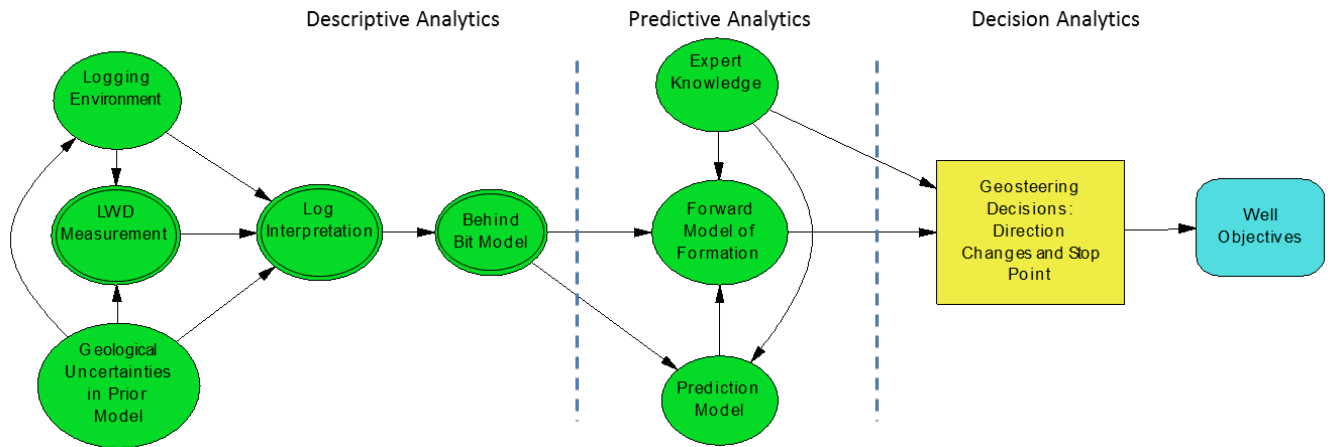 Descriptive Analytics
Predictive Analytics
Decision Analytics
Logging
Environment
LWD
Measurement
Geological
Uncertainties
in Prior
Model
Log
Interpretation
Behind
Bit Model
Expert
Knowledge
Forward
Model of
Formation
Prediction
Model
Geosteering
Decisions:
Direction
Changes and Stop
Point
Well
Objectives